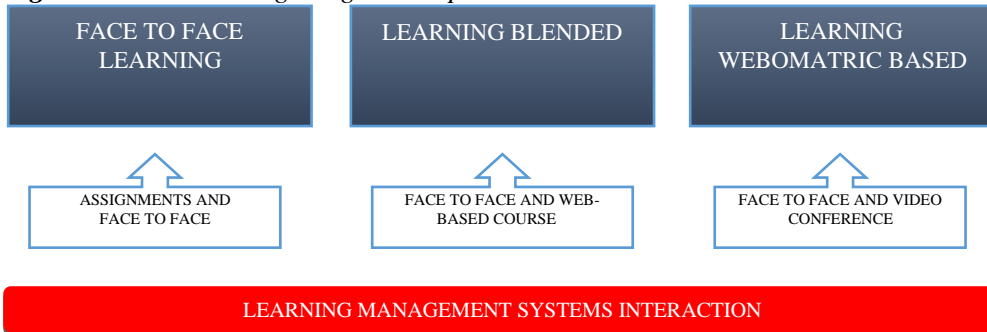 FACE TO FACE
LEARNING
LEARNING BLENDED
LEARNING
WEBOMATRIC BASED
ASSIGNMENTS AND
FACE TO FACE
FACE TO FACE AND WEB-
BASED COURSE
FACE TO FACE AND VIDEO
CONFERENCE
LEARNING MANAGEMENT SYSTEMS INTERACTION